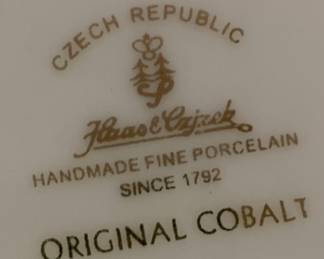 CZECH REPUBLIC
Haas & Czjzek
HANDMADE FINE PORCELAIN
SINCE 1792
ORIGINAL COBALT